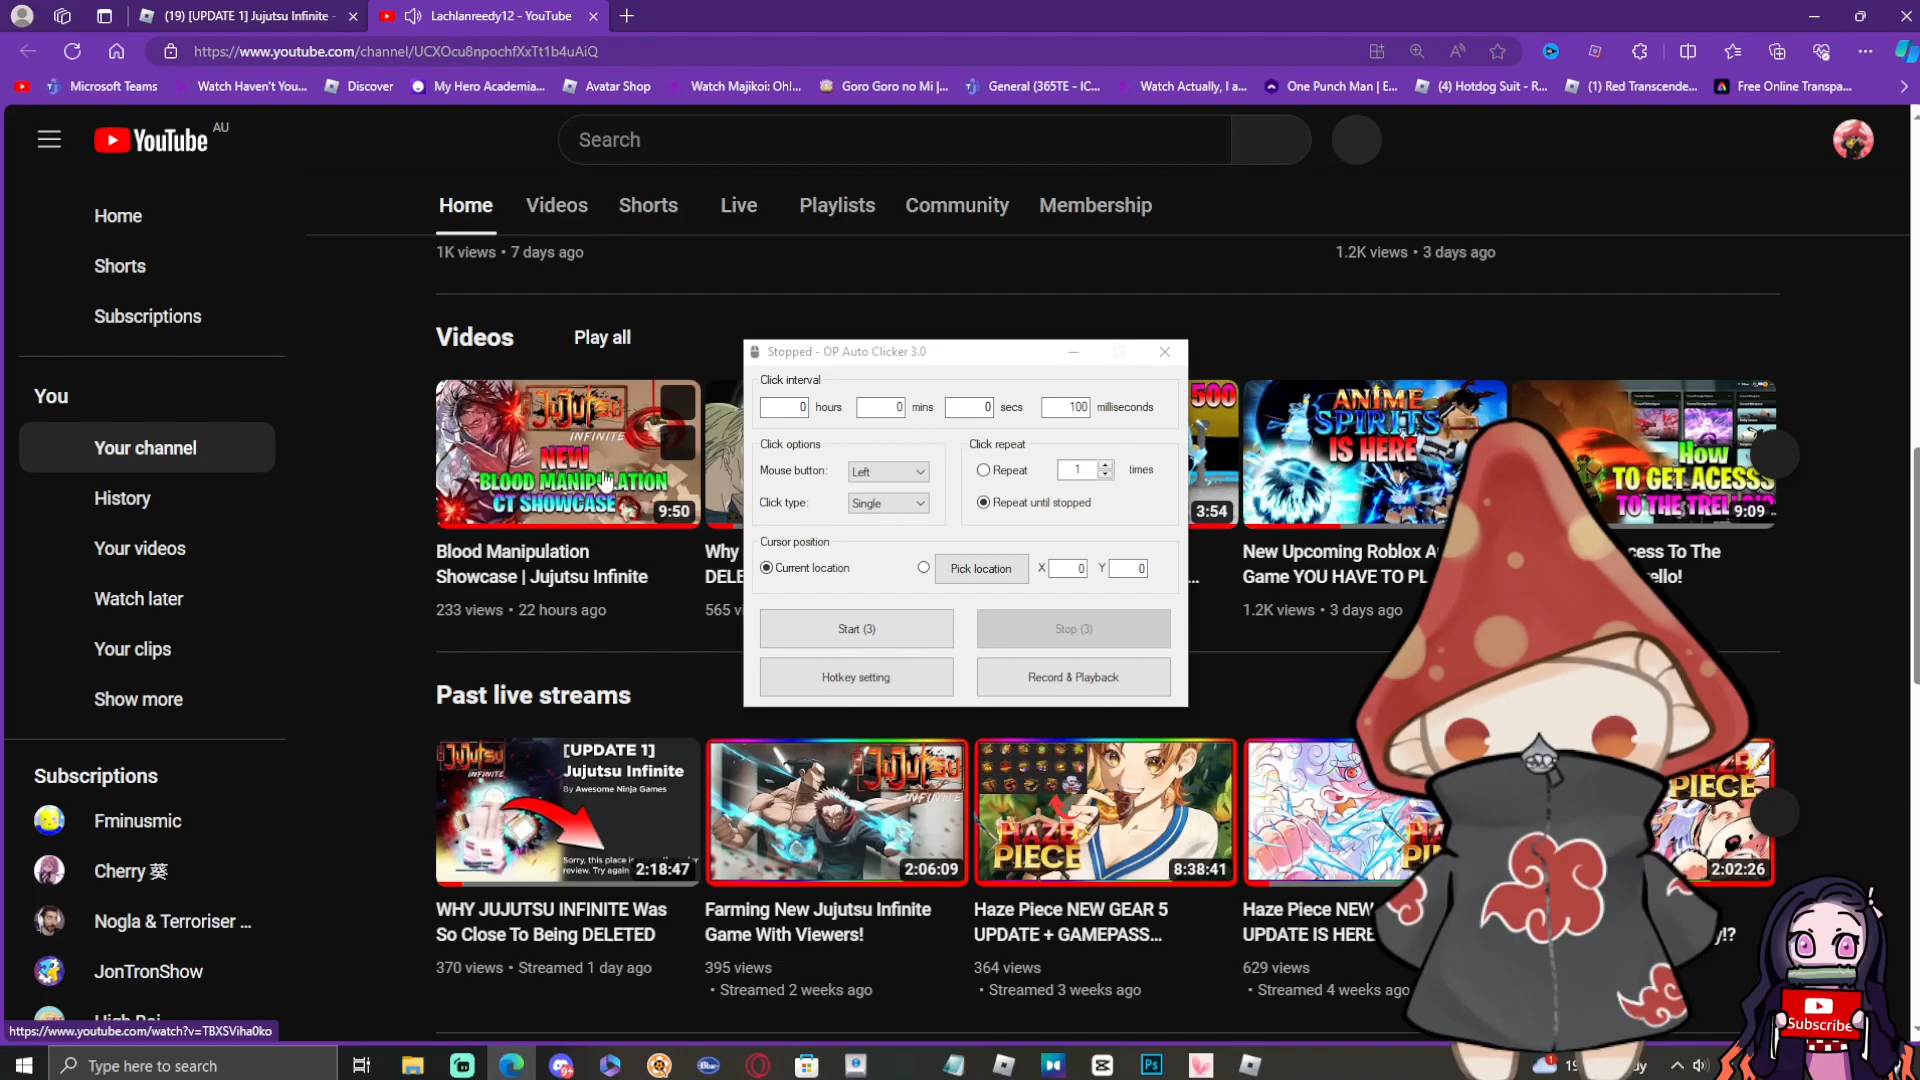 (19) [UPDATE 1] Jujutsu Infinite -
Lachlanreedy12 - YouTube
https://www.youtube.com/channel/UCXOcu8npochfXxTt1b4uAiQ
Microsoft Teams
Watch Haven't You...
Discover
My Hero Academia...
Avatar Shop
Watch Majikoi: Oh!...
Goro Goro no Mi |...
General (365TE - IC...
Watch Actually, I a...
One Punch Man | E...
(4) Hotdog Suit - R...
(1) Red Transcende...
Free Online Transpa...
YouTube AU
Search
Home Videos Shorts Live Playlists Community Membership
Home
Shorts
Subscriptions
You
Your channel
History
Your videos
Watch later
Your clips
Show more
Subscriptions
Fminusmic
Cherry 葵
Nogla & Terroriser ...
JonTronShow
1K views • 7 days ago
1.2K views • 3 days ago
Videos Play all
JUJUTSU
INFINITE
NEW
BLOOD MANIPULATION
CT SHOWCASE
9:50
Blood Manipulation
Showcase | Jujutsu Infinite
233 views • 22 hours ago
Why
DELE
565 v
500
3:54
ANIME
SPIRITS
IS HERE
New Upcoming Roblox A
Game YOU HAVE TO PL
1.2K views • 3 days ago
How
TO GET ACESS
TO THE TREL
9:09
cess To The
ello!
Stopped - OP Auto Clicker 3.0
Click interval
0 hours 0 mins 0 secs 100 milliseconds
Click options
Mouse button: Left
Click type: Single
Click repeat
Repeat 1 times
Repeat until stopped
Cursor position
Current location
Pick location X 0 Y 0
Start (3)
Stop (3)
Hotkey setting
Record & Playback
Past live streams
JUJUTSU
[UPDATE 1]
Jujutsu Infinite
By Awesome Ninja Games
Sorry, this place is
review. Try again
2:18:47
WHY JUJUTSU INFINITE Was
So Close To Being DELETED
370 views • Streamed 1 day ago
JUJUTSU
INFINITE
2:06:09
Farming New Jujutsu Infinite
Game With Viewers!
395 views
• Streamed 2 weeks ago
HAZE
PIECE
8:38:41
Haze Piece NEW GEAR 5
UPDATE + GAMEPASS...
364 views
• Streamed 3 weeks ago
Haze Piece NEW
UPDATE IS HERE
629 views
• Streamed 4 weeks ago
HAZE
PIECE
2:02:26
y!?
Subscribe
https://www.youtube.com/watch?v=TBXSViha0ko
Type here to search